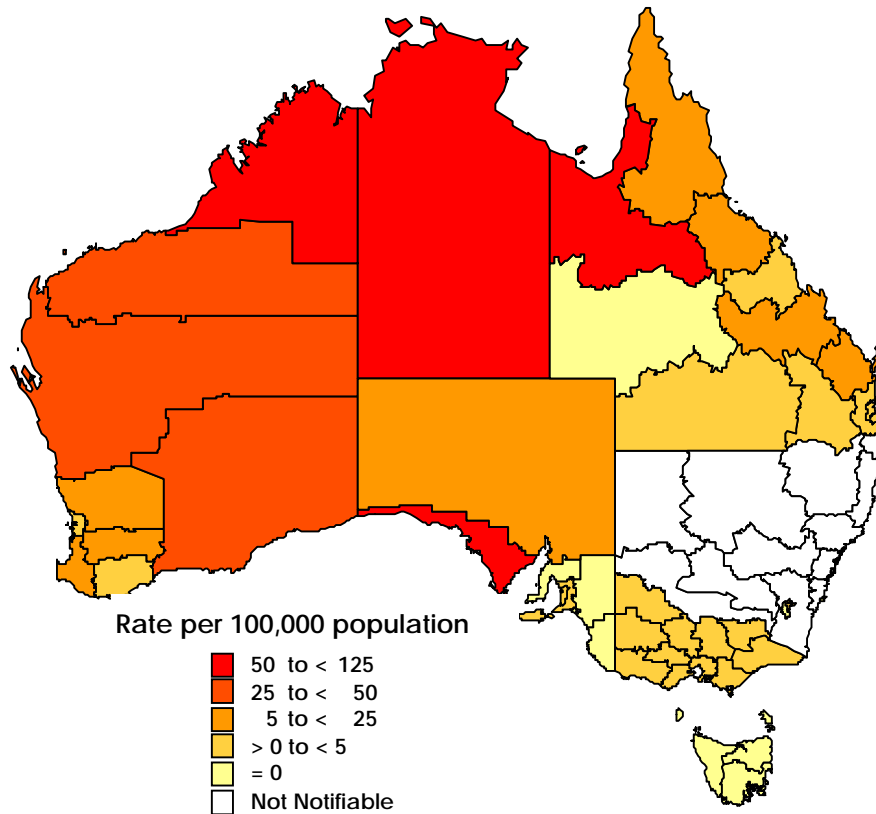 Rate per 100,000 population
50 to < 125
25 to < 50
5 to < 25
> 0 to < 5
= 0
Not Notifiable